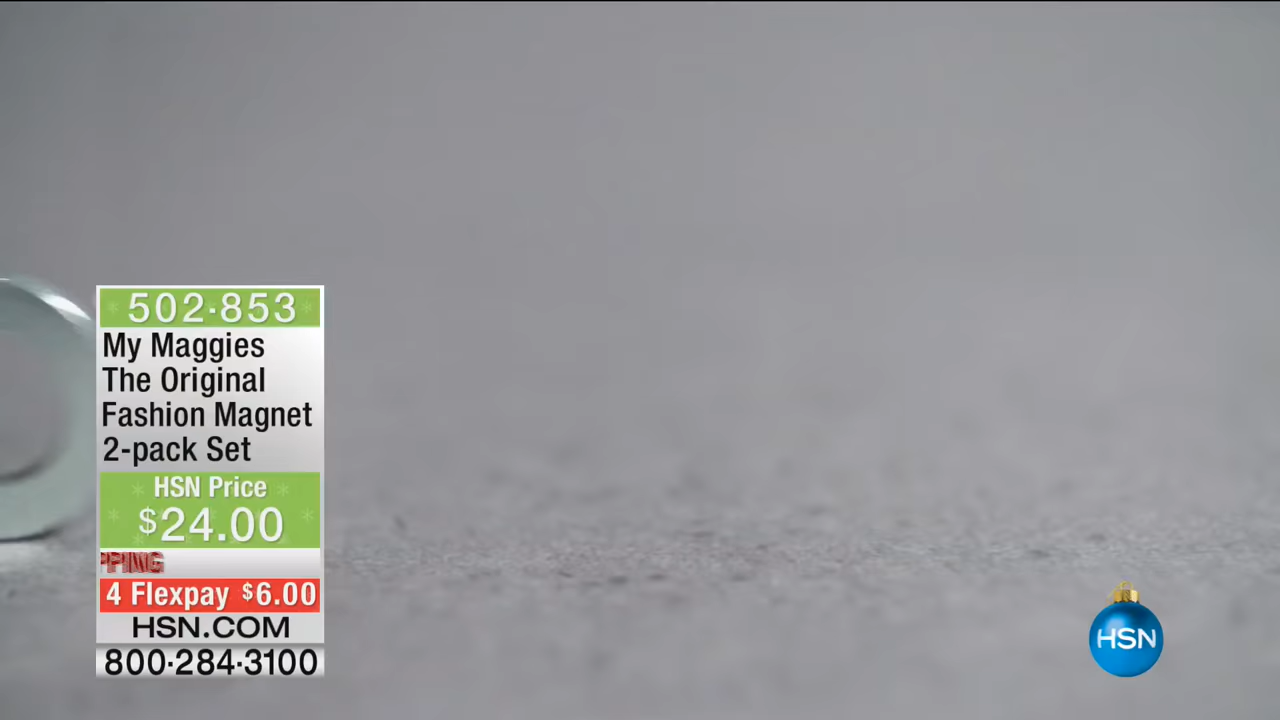 502·853
My Maggies
The Original
Fashion Magnet
2-pack Set
HSN Price
$24.00
PPING
4 Flexpay $6.00
HSN.COM
800·284·3100
HSN